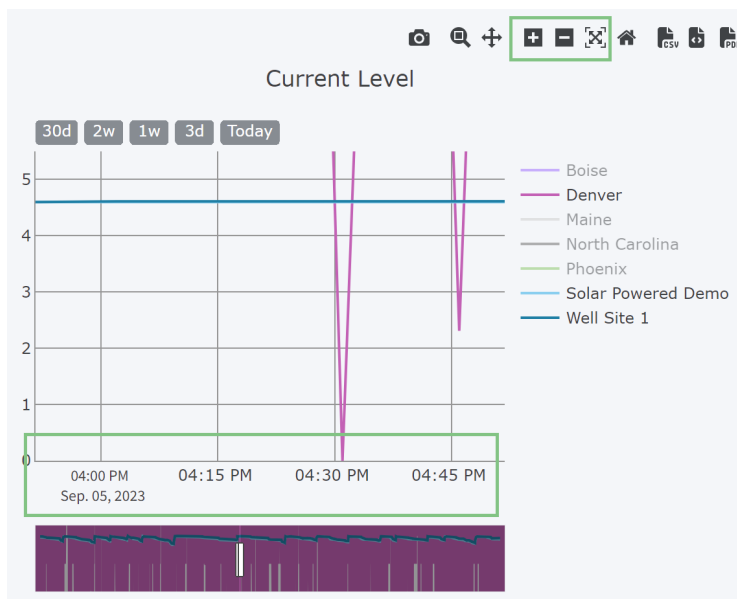 CSV
PDF
Current Level
30d 2w 1w 3d Today
5
4
3
2
1
0
Boise
Denver
Maine
North Carolina
Phoenix
Solar Powered Demo
Well Site 1
04:00 PM 04:15 PM 04:30 PM 04:45 PM
Sep. 05, 2023